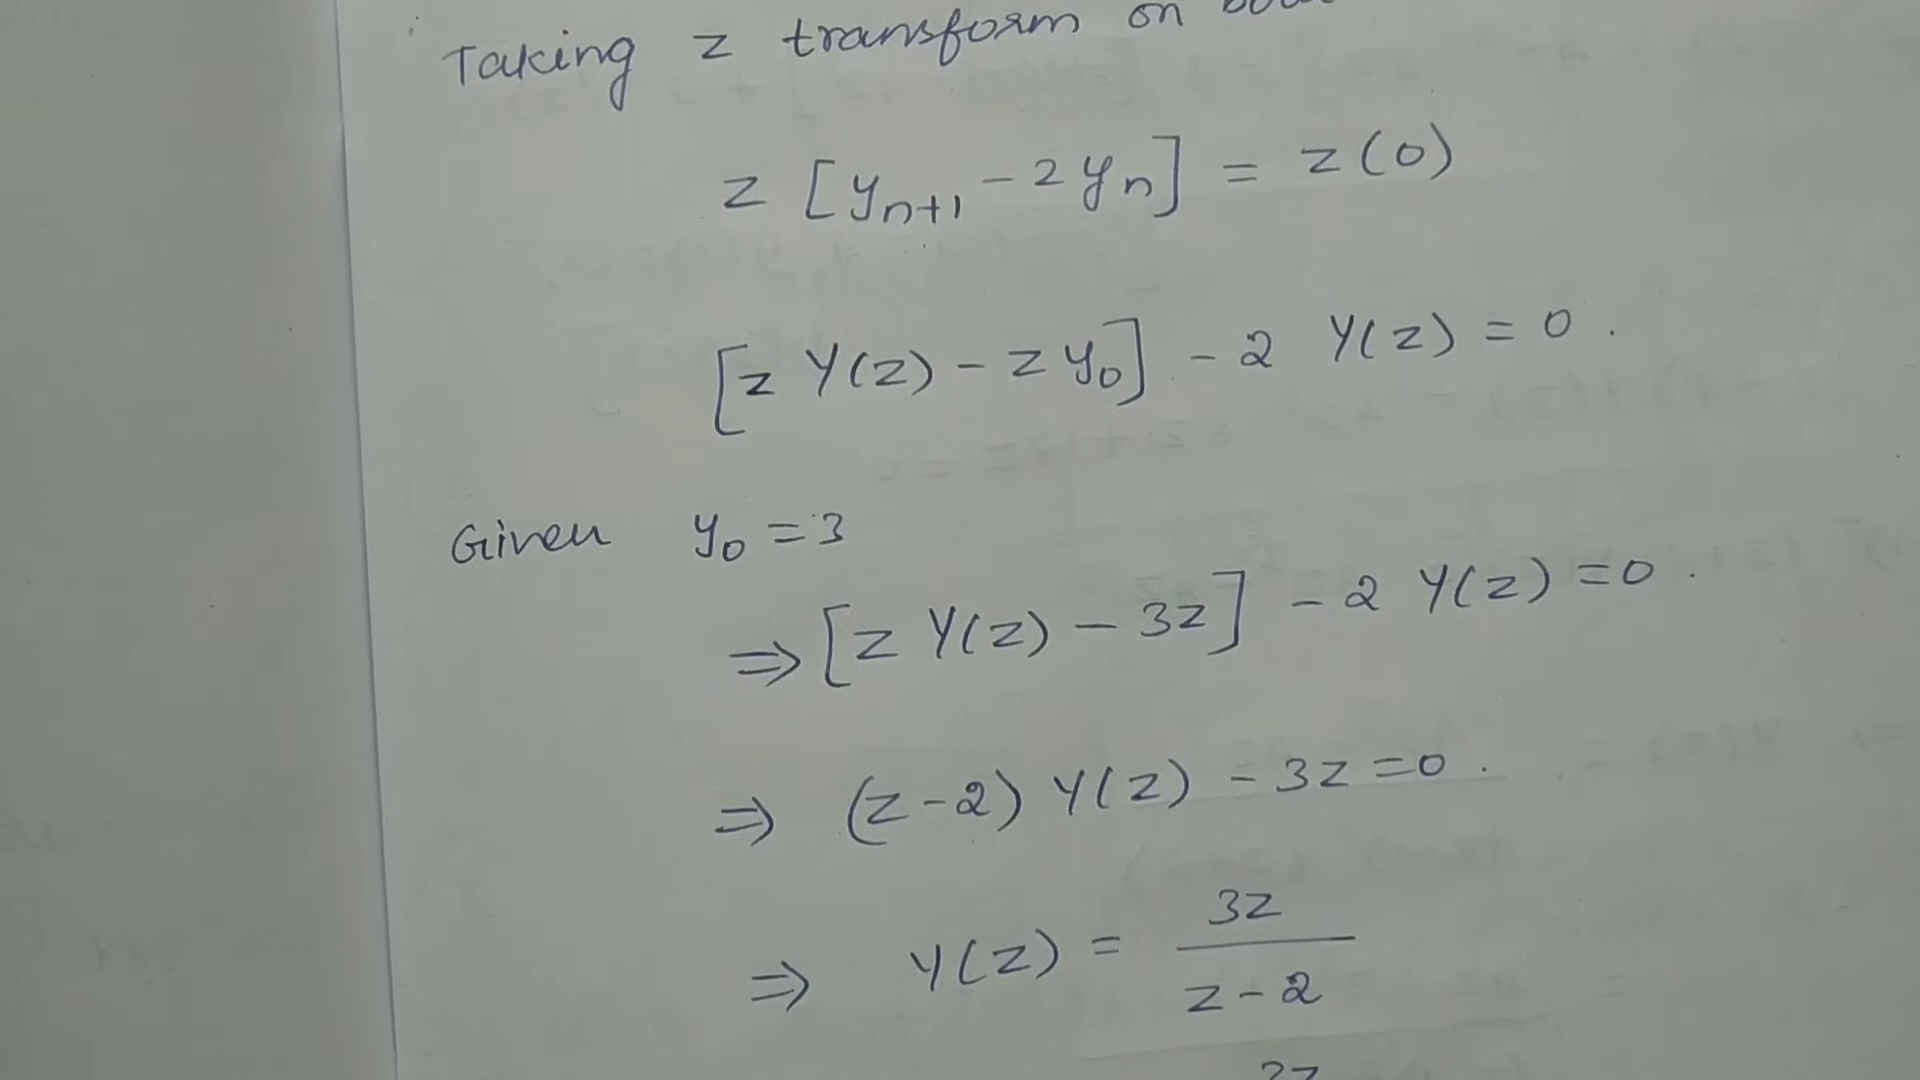 Taking z transform on
z [yₙ₊₁ - 2yₙ] = z(0)
[z Y(z) - z y₀] - 2 Y(z) = 0 .
Given y₀ = 3
⇒ [z Y(z) - 3z] - 2 Y(z) = 0 .
⇒ (z-2) Y(z) - 3z = 0 .
⇒ Y(z) = 3z / z-2